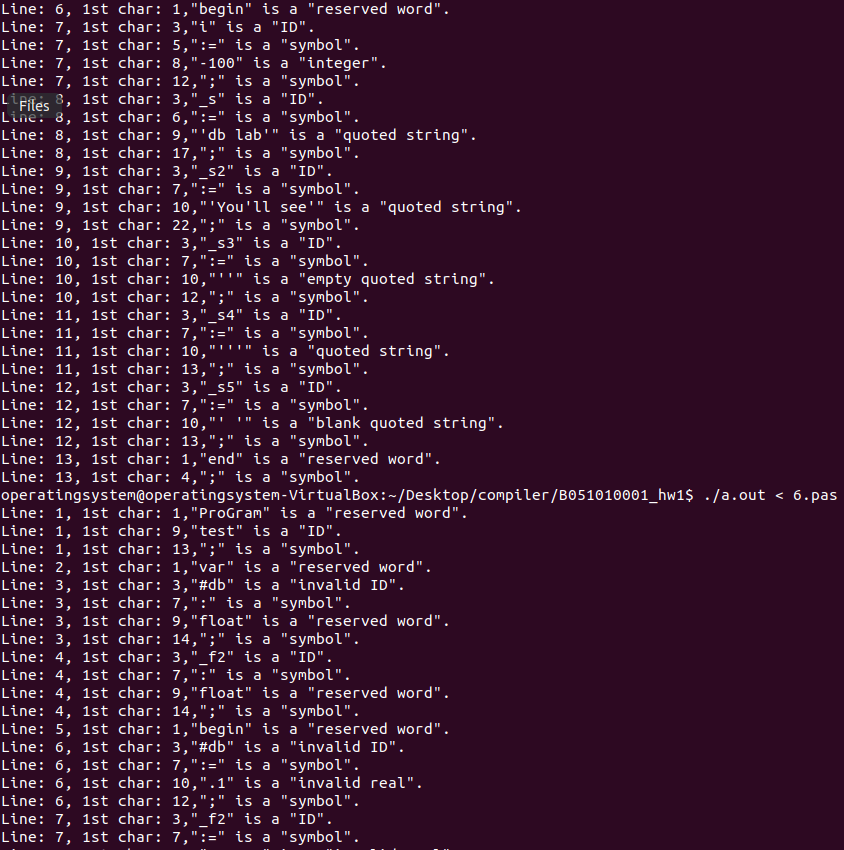 Line: 6, 1st char: 1,"begin" is a "reserved word".
Line: 7, 1st char: 3,"i" is a "ID".
Line: 7, 1st char: 5,":=" is a "symbol".
Line: 7, 1st char: 8,"-100" is a "integer".
Line: 7, 1st char: 12,";" is a "symbol".
Line: 8, 1st char: 3,"_s" is a "ID".
Files
Line: 8, 1st char: 6,":=" is a "symbol".
Line: 8, 1st char: 9,"'db lab'" is a "quoted string".
Line: 8, 1st char: 17,";" is a "symbol".
Line: 9, 1st char: 3,"_s2" is a "ID".
Line: 9, 1st char: 7,":=" is a "symbol".
Line: 9, 1st char: 10,"'You'll see'" is a "quoted string".
Line: 9, 1st char: 22,";" is a "symbol".
Line: 10, 1st char: 3,"_s3" is a "ID".
Line: 10, 1st char: 7,":=" is a "symbol".
Line: 10, 1st char: 10,"''" is a "empty quoted string".
Line: 10, 1st char: 12,";" is a "symbol".
Line: 11, 1st char: 3,"_s4" is a "ID".
Line: 11, 1st char: 7,":=" is a "symbol".
Line: 11, 1st char: 10,"'''" is a "quoted string".
Line: 11, 1st char: 13,";" is a "symbol".
Line: 12, 1st char: 3,"_s5" is a "ID".
Line: 12, 1st char: 7,":=" is a "symbol".
Line: 12, 1st char: 10,"' '" is a "blank quoted string".
Line: 12, 1st char: 13,";" is a "symbol".
Line: 13, 1st char: 1,"end" is a "reserved word".
Line: 13, 1st char: 4,";" is a "symbol".
operatingsystem@operatingsystem-VirtualBox:~/Desktop/compiler/B051010001_hw1$ ./a.out < 6.pas
Line: 1, 1st char: 1,"ProGram" is a "reserved word".
Line: 1, 1st char: 9,"test" is a "ID".
Line: 1, 1st char: 13,";" is a "symbol".
Line: 2, 1st char: 1,"var" is a "reserved word".
Line: 3, 1st char: 3,"#db" is a "invalid ID".
Line: 3, 1st char: 7,":" is a "symbol".
Line: 3, 1st char: 9,"float" is a "reserved word".
Line: 3, 1st char: 14,";" is a "symbol".
Line: 4, 1st char: 3,"_f2" is a "ID".
Line: 4, 1st char: 7,":" is a "symbol".
Line: 4, 1st char: 9,"float" is a "reserved word".
Line: 4, 1st char: 14,";" is a "symbol".
Line: 5, 1st char: 1,"begin" is a "reserved word".
Line: 6, 1st char: 3,"#db" is a "invalid ID".
Line: 6, 1st char: 7,":=" is a "symbol".
Line: 6, 1st char: 10,".1" is a "invalid real".
Line: 6, 1st char: 12,";" is a "symbol".
Line: 7, 1st char: 3,"_f2" is a "ID".
Line: 7, 1st char: 7,":=" is a "symbol".